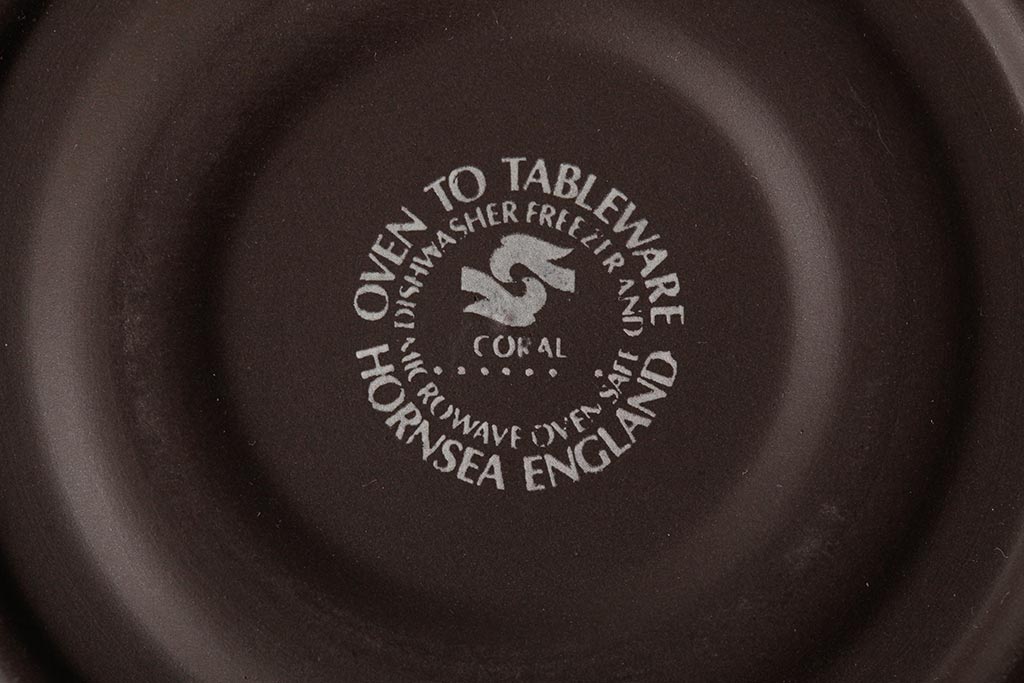 OVEN TO TABLEWARE
DISHWASHER FREEZER AND
CORAL
MICROWAVE OVEN SAFE
HORNSEA ENGLAND